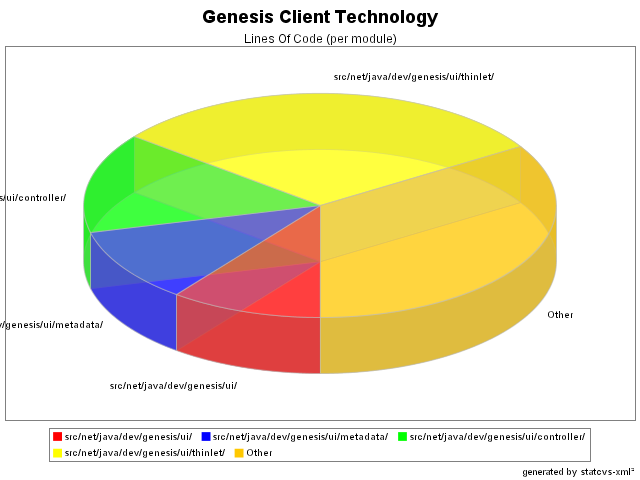 Genesis Client Technology
Lines Of Code (per module)
src/net/java/dev/genesis/ui/thinlet/
s/ui/controller/
Other
v/genesis/ui/metadata/
src/net/java/dev/genesis/ui/
src/net/java/dev/genesis/ui/ src/net/java/dev/genesis/ui/metadata/ src/net/java/dev/genesis/ui/controller/
src/net/java/dev/genesis/ui/thinlet/ Other
generated by statcvs-xml²